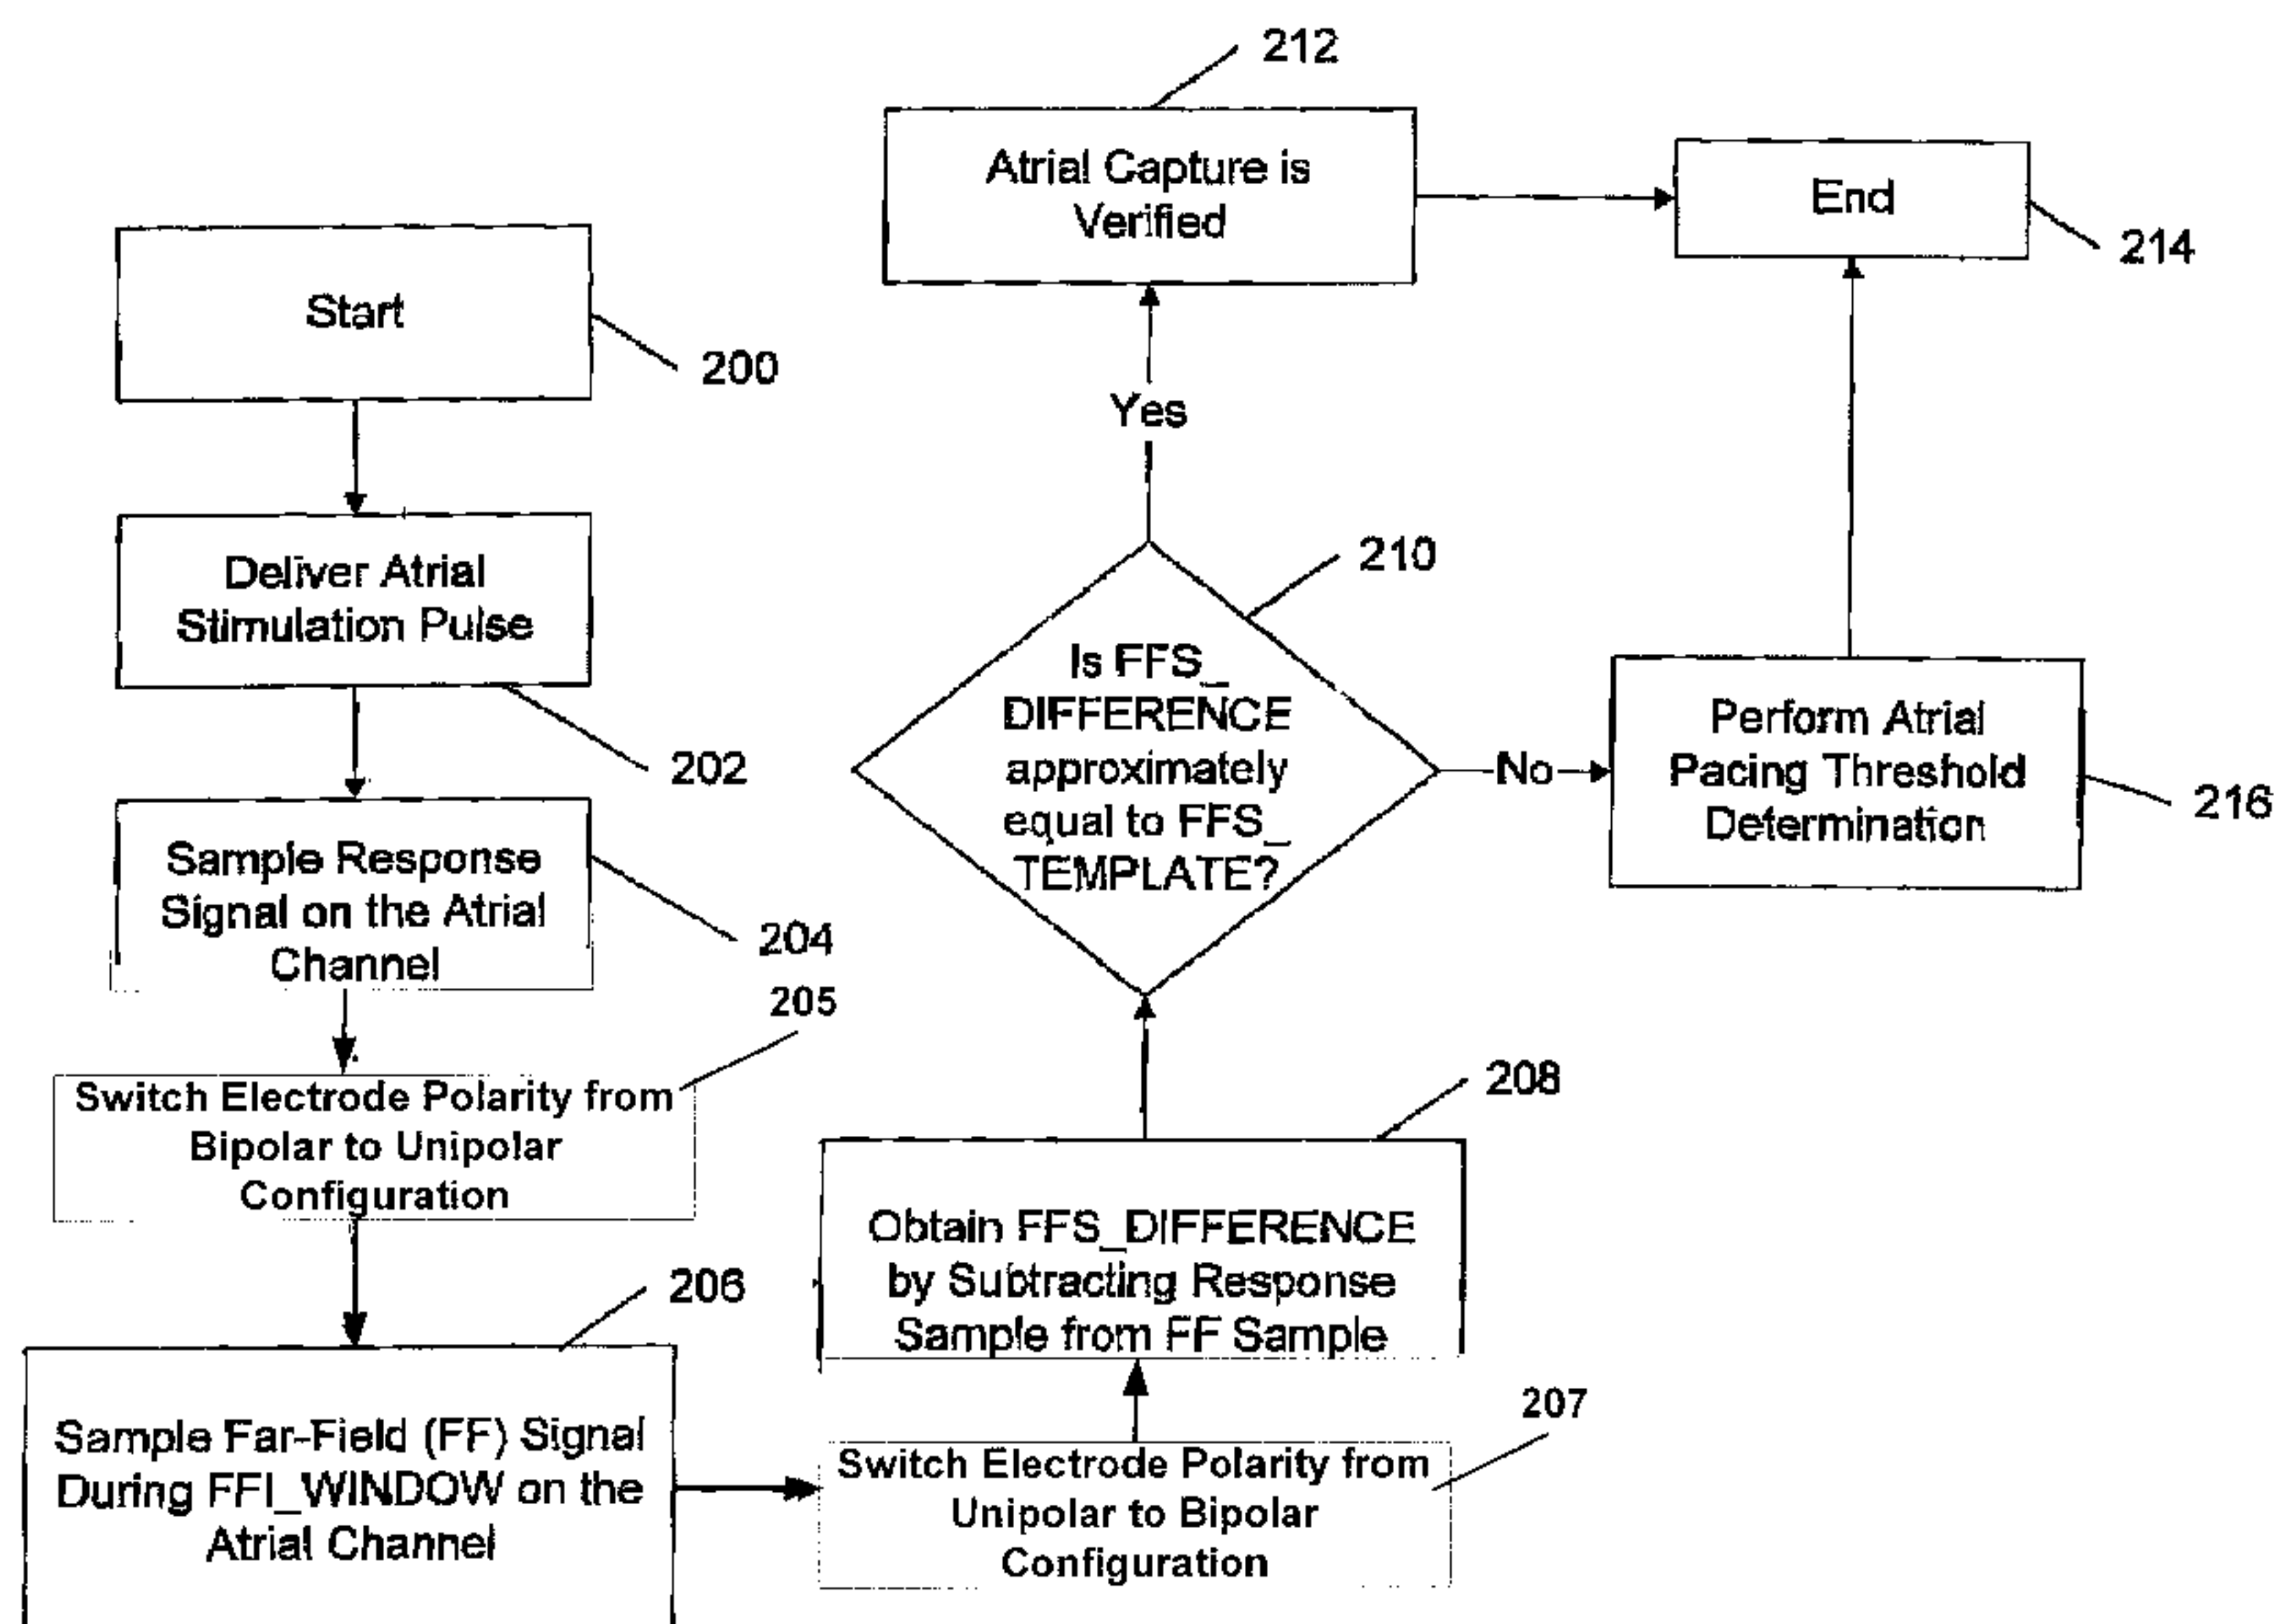 Start
200
Deliver Atrial
Stimulation Pulse
202
Sample Response
Signal on the Atrial
Channel
204
205
Switch Electrode Polarity from
Bipolar to Unipolar
Configuration
206
Sample Far-Field (FF) Signal
During FFI_WINDOW on the
Atrial Channel
207
Switch Electrode Polarity from
Unipolar to Bipolar
Configuration
208
Obtain FFS_DIFFERENCE
by Subtracting Response
Sample from FF Sample
210
Is FFS_
DIFFERENCE
approximately
equal to FFS_
TEMPLATE?
Yes
212
Atrial Capture is
Verified
End
214
No
Perform Atrial
Pacing Threshold
Determination
216